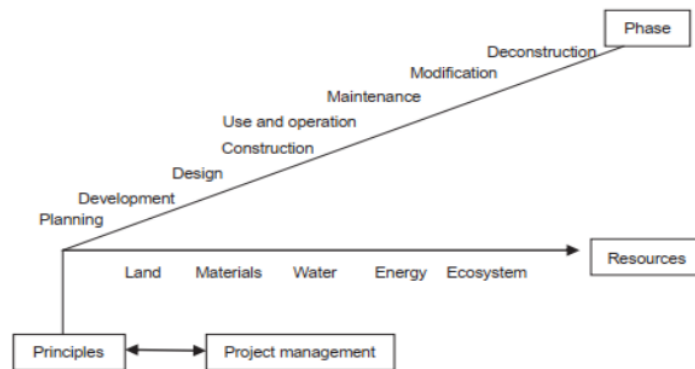 Phase
Deconstruction
Modification
Maintenance
Use and operation
Construction
Design
Development
Planning
Land Materials Water Energy Ecosystem
Resources
Principles Project management